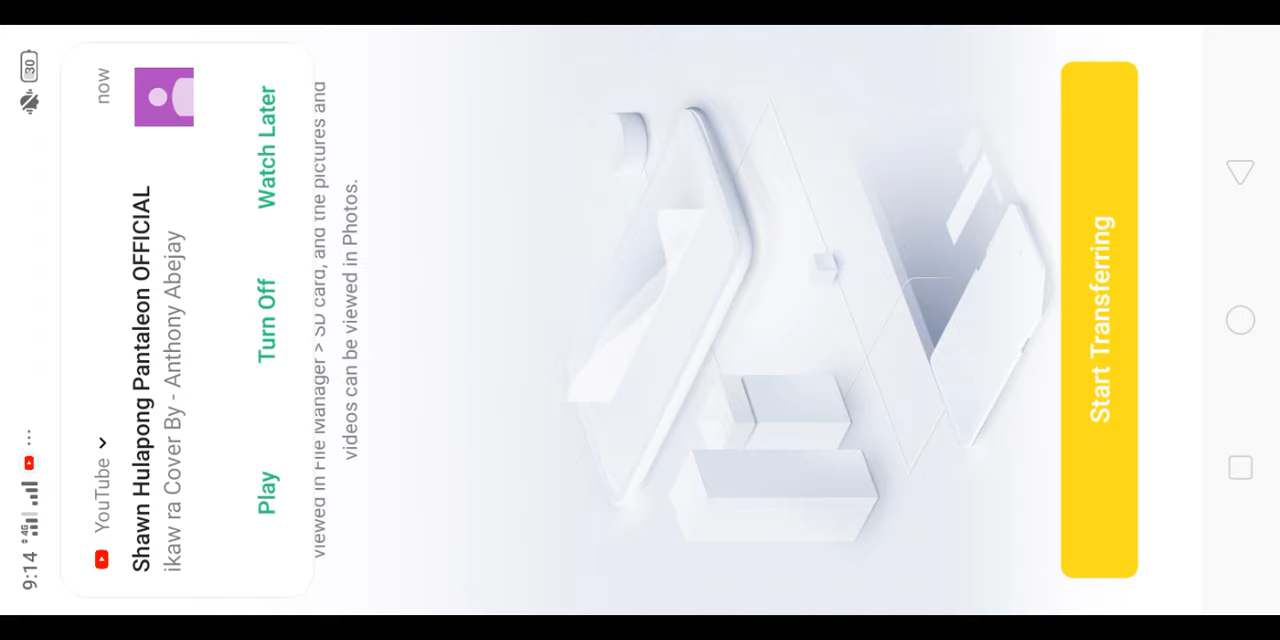 9:14 4G ... 30
YouTube now
Shawn Hulapong Pantaleon OFFICIAL
ikaw ra Cover By - Anthony Abejay
Play Turn Off Watch Later
viewed in File Manager > SD card, and the pictures and
videos can be viewed in Photos.
Start Transferring